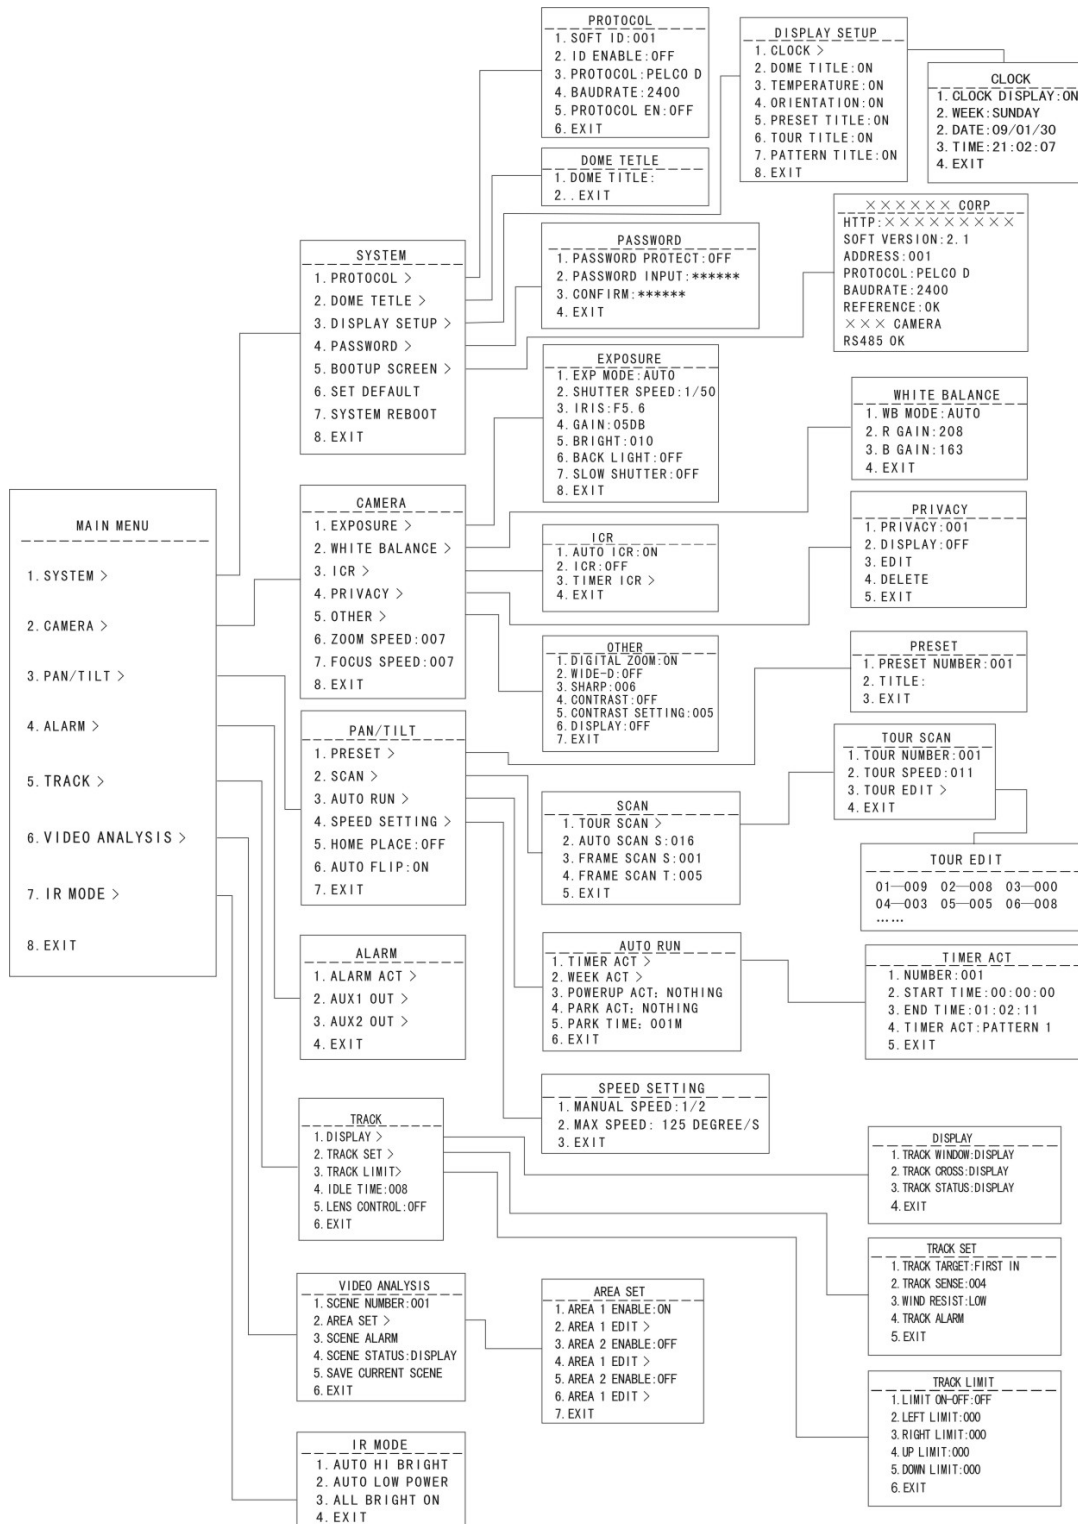 MAIN MENU
1. SYSTEM >
2. CAMERA >
3. PAN/TILT >
4. ALARM >
5. TRACK >
6. VIDEO ANALYSIS >
7. IR MODE >
8. EXIT
SYSTEM
1. PROTOCOL >
2. DOME TETLE >
3. DISPLAY SETUP >
4. PASSWORD >
5. BOOTUP SCREEN >
6. SET DEFAULT
7. SYSTEM REBOOT
8. EXIT
CAMERA
1. EXPOSURE >
2. WHITE BALANCE >
3. ICR >
4. PRIVACY >
5. OTHER >
6. ZOOM SPEED:007
7. FOCUS SPEED:007
8. EXIT
PAN/TILT
1. PRESET >
2. SCAN >
3. AUTO RUN >
4. SPEED SETTING >
5. HOME PLACE:OFF
6. AUTO FLIP:ON
7. EXIT
ALARM
1. ALARM ACT >
2. AUX1 OUT >
3. AUX2 OUT >
4. EXIT
TRACK
1. DISPLAY >
2. TRACK SET >
3. TRACK LIMIT>
4. IDLE TIME:008
5. LENS CONTROL:OFF
6. EXIT
VIDEO ANALYSIS
1. SCENE NUMBER:001
2. AREA SET >
3. SCENE ALARM
4. SCENE STATUS:DISPLAY
5. SAVE CURRENT SCENE
6. EXIT
IR MODE
1. AUTO HI BRIGHT
2. AUTO LOW POWER
3. ALL BRIGHT ON
4. EXIT
PROTOCOL
1. SOFT ID:001
2. ID ENABLE:OFF
3. PROTOCOL:PELCO D
4. BAUDRATE:2400
5. PROTOCOL EN:OFF
6. EXIT
DOME TETLE
1. DOME TITLE:
2. . EXIT
PASSWORD
1. PASSWORD PROTECT:OFF
2. PASSWORD INPUT:******
3. CONFIRM:******
4. EXIT
EXPOSURE
1. EXP MODE:AUTO
2. SHUTTER SPEED:1/50
3. IRIS:F5.6
4. GAIN:05DB
5. BRIGHT:010
6. BACK LIGHT:OFF
7. SLOW SHUTTER:OFF
8. EXIT
ICR
1. AUTO ICR:ON
2. ICR:OFF
3. TIMER ICR >
4. EXIT
OTHER
1. DIGITAL ZOOM:ON
2. WIDE-D:OFF
3. SHARP:006
4. CONTRAST:OFF
5. CONTRAST SETTING:005
6. DISPLAY:OFF
7. EXIT
SCAN
1. TOUR SCAN >
2. AUTO SCAN S:016
3. FRAME SCAN S:001
4. FRAME SCAN T:005
5. EXIT
AUTO RUN
1. TIMER ACT >
2. WEEK ACT >
3. POWERUP ACT: NOTHING
4. PARK ACT: NOTHING
5. PARK TIME: 001M
6. EXIT
SPEED SETTING
1. MANUAL SPEED:1/2
2. MAX SPEED: 125 DEGREE/S
3. EXIT
AREA SET
1. AREA 1 ENABLE:ON
2. AREA 1 EDIT >
3. AREA 2 ENABLE:OFF
4. AREA 1 EDIT >
5. AREA 2 ENABLE:OFF
6. AREA 1 EDIT >
7. EXIT
DISPLAY SETUP
1. CLOCK >
2. DOME TITLE:ON
3. TEMPERATURE:ON
4. ORIENTATION:ON
5. PRESET TITLE:ON
6. TOUR TITLE:ON
7. PATTERN TITLE:ON
8. EXIT
CLOCK
1. CLOCK DISPLAY:ON
2. WEEK:SUNDAY
2. DATE:09/01/30
3. TIME:21:02:07
4. EXIT
×××××× CORP
HTTP:×××××××××
SOFT VERSION:2.1
ADDRESS:001
PROTOCOL:PELCO D
BAUDRATE:2400
REFERENCE:OK
××× CAMERA
RS485 OK
WHITE BALANCE
1. WB MODE:AUTO
2. R GAIN:208
3. B GAIN:163
4. EXIT
PRIVACY
1. PRIVACY:001
2. DISPLAY:OFF
3. EDIT
4. DELETE
5. EXIT
PRESET
1. PRESET NUMBER:001
2. TITLE:
3. EXIT
TOUR SCAN
1. TOUR NUMBER:001
2. TOUR SPEED:011
3. TOUR EDIT >
4. EXIT
TOUR EDIT
01—009 02—008 03—000
04—003 05—005 06—008
……
TIMER ACT
1. NUMBER:001
2. START TIME:00:00:00
3. END TIME:01:02:11
4. TIMER ACT:PATTERN 1
5. EXIT
DISPLAY
1. TRACK WINDOW:DISPLAY
2. TRACK CROSS:DISPLAY
3. TRACK STATUS:DISPLAY
4. EXIT
TRACK SET
1. TRACK TARGET:FIRST IN
2. TRACK SENSE:004
3. WIND RESIST:LOW
4. TRACK ALARM
5. EXIT
TRACK LIMIT
1. LIMIT ON-OFF:OFF
2. LEFT LIMIT:000
3. RIGHT LIMIT:000
4. UP LIMIT:000
5. DOWN LIMIT:000
6. EXIT